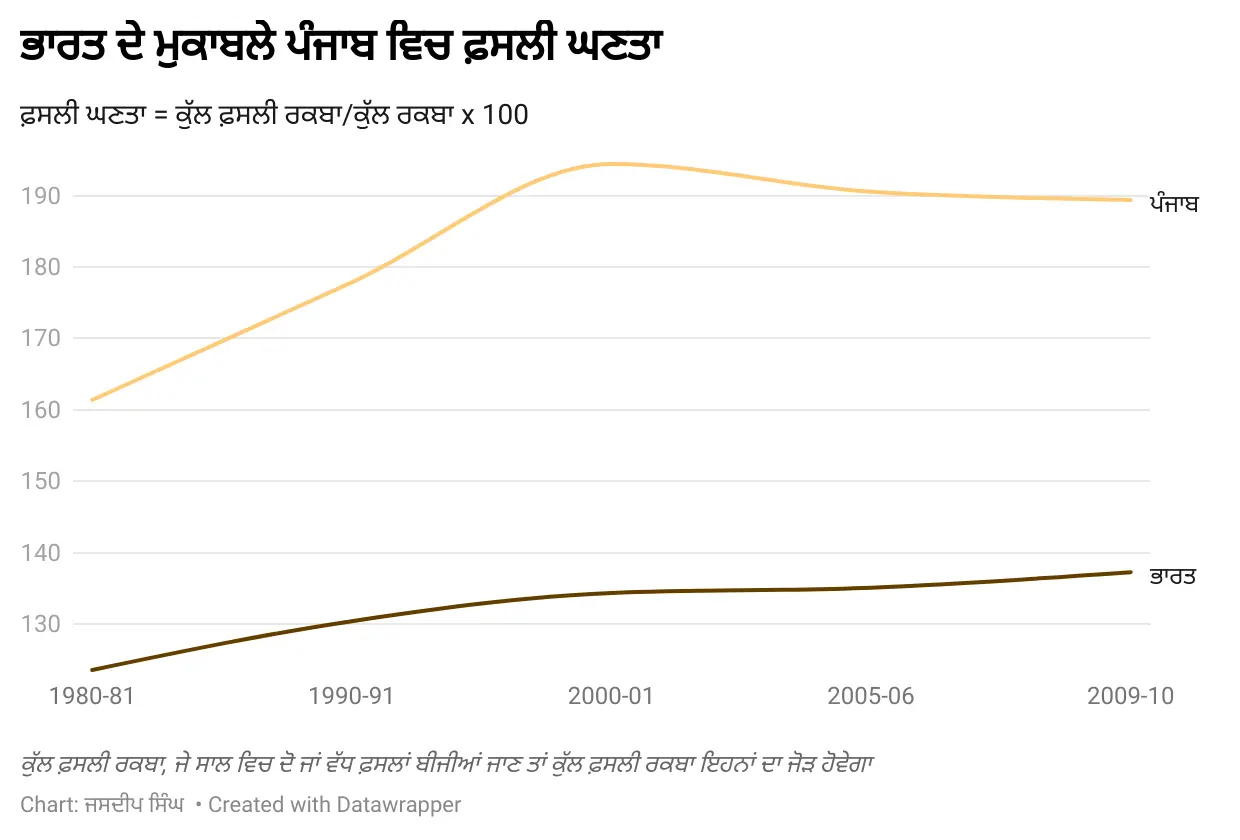 ਭਾਰਤ ਦੇ ਮੁਕਾਬਲੇ ਪੰਜਾਬ ਵਿਚ ਫ਼ਸਲੀ ਘਣਤਾ
ਫ਼ਸਲੀ ਘਣਤਾ = ਕੁੱਲ ਫ਼ਸਲੀ ਰਕਬਾ/ਕੁੱਲ ਰਕਬਾ x 100
190
ਪੰਜਾਬ
180
170
160
150
140
ਭਾਰਤ
130
1980-81 1990-91 2000-01 2005-06 2009-10
ਕੁੱਲ ਫ਼ਸਲੀ ਰਕਬਾ, ਜੇ ਸਾਲ ਵਿਚ ਦੋ ਜਾਂ ਵੱਧ ਫ਼ਸਲਾਂ ਬੀਜੀਆਂ ਜਾਣ ਤਾਂ ਕੁੱਲ ਫ਼ਸਲੀ ਰਕਬਾ ਇਹਨਾਂ ਦਾ ਜੋੜ ਹੋਵੇਗਾ
Chart: ਜਸਦੀਪ ਸਿੰਘ • Created with Datawrapper